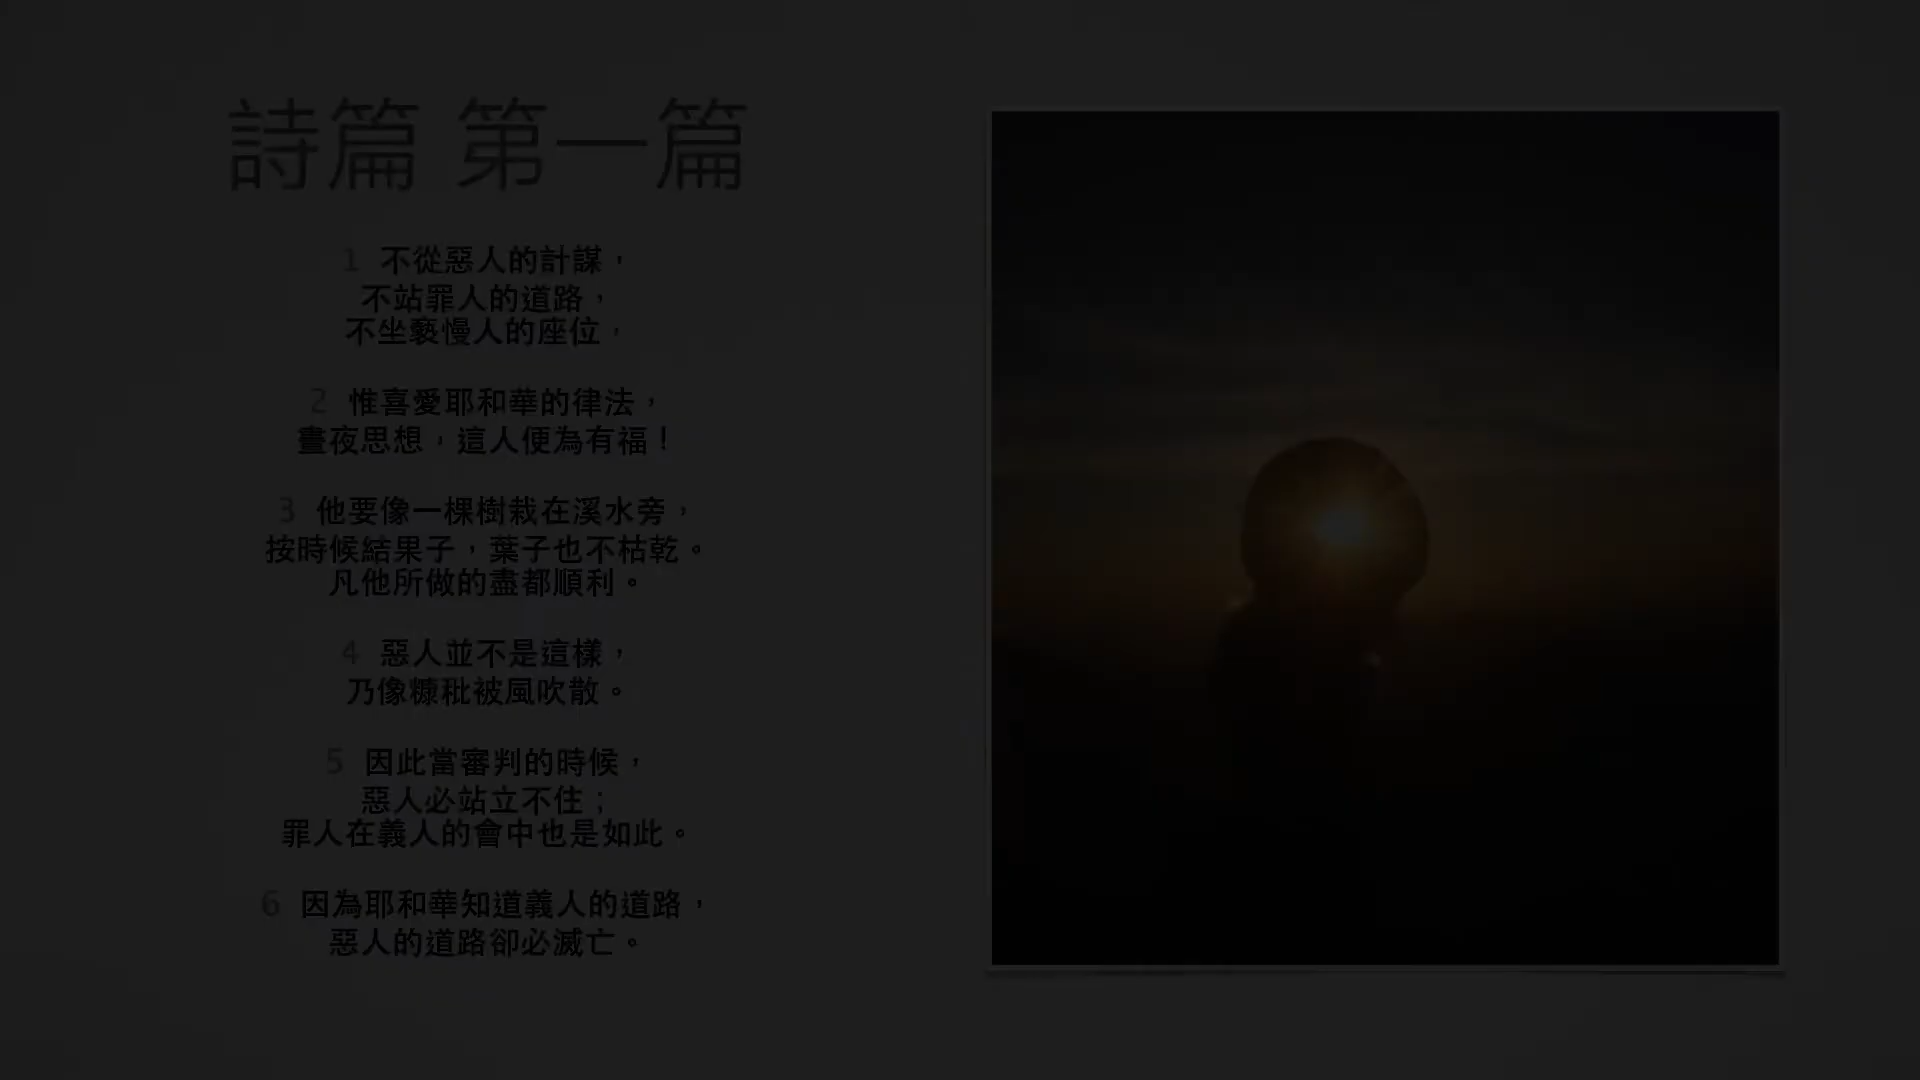 詩篇 第一篇
1 不從惡人的計謀，
不站罪人的道路，
不坐褻慢人的座位，
2 惟喜愛耶和華的律法，
晝夜思想，這人便為有福！
3 他要像一棵樹栽在溪水旁，
按時候結果子，葉子也不枯乾。
凡他所做的盡都順利。
4 惡人並不是這樣，
乃像糠秕被風吹散。
5 因此當審判的時候，
惡人必站立不住；
罪人在義人的會中也是如此。
6 因為耶和華知道義人的道路，
惡人的道路卻必滅亡。